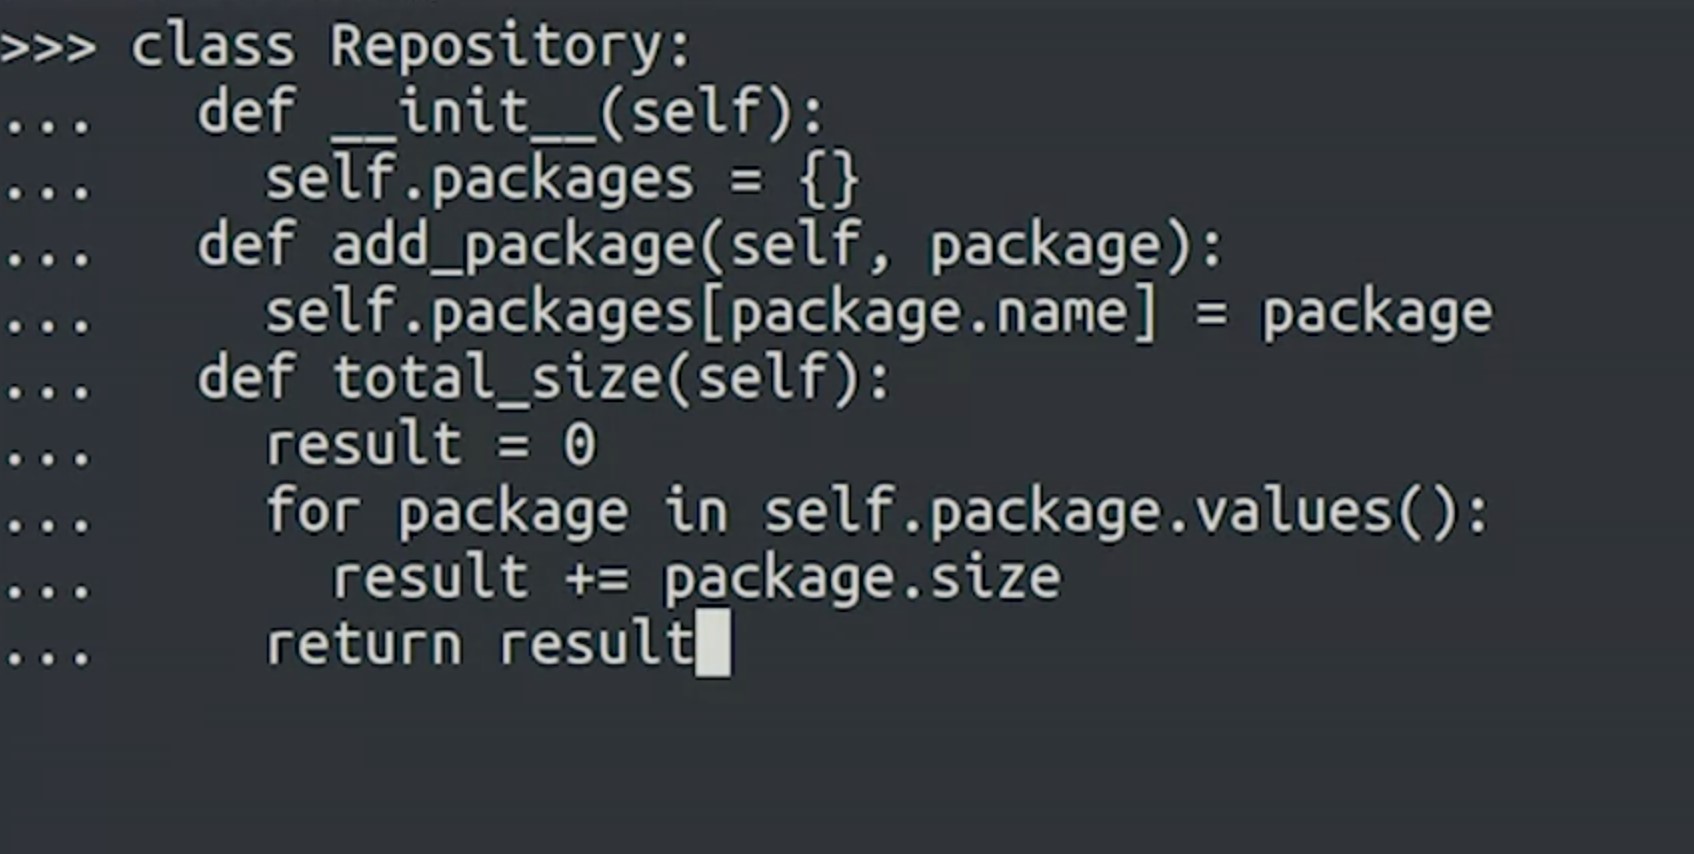 >>> class Repository:
...   def __init__(self):
...     self.packages = {}
...   def add_package(self, package):
...     self.packages[package.name] = package
...   def total_size(self):
...     result = 0
...     for package in self.package.values():
...       result += package.size
...     return result